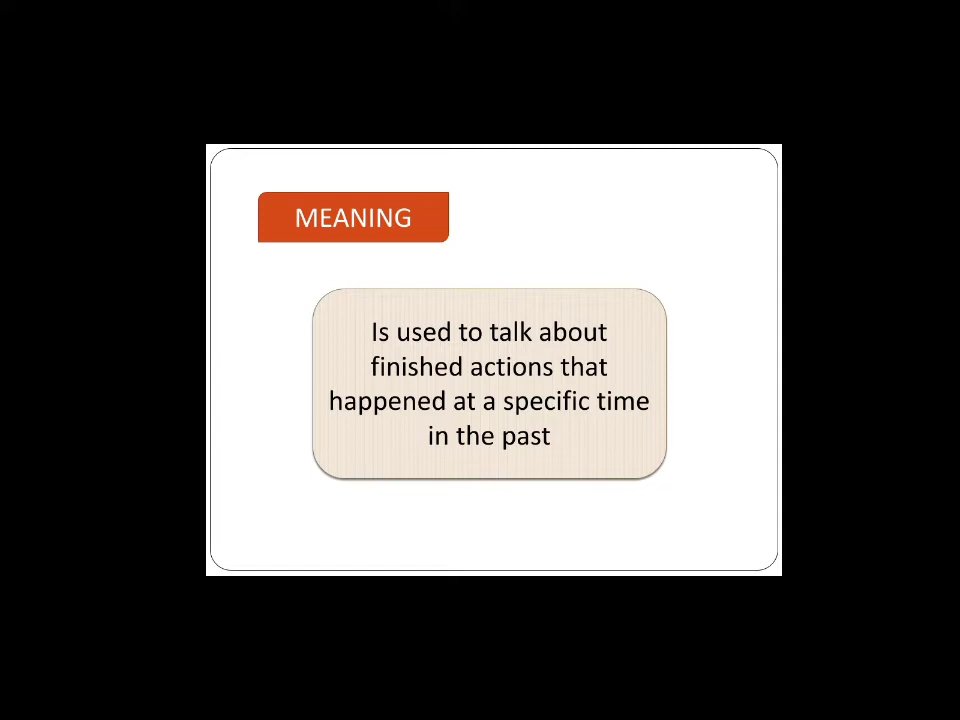 MEANING
Is used to talk about
finished actions that
happened at a specific time
in the past